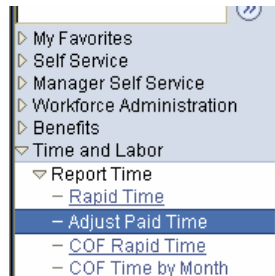 My Favorites
Self Service
Manager Self Service
Workforce Administration
Benefits
Time and Labor
Report Time
– Rapid Time
– Adjust Paid Time
– COF Rapid Time
– COF Time by Month